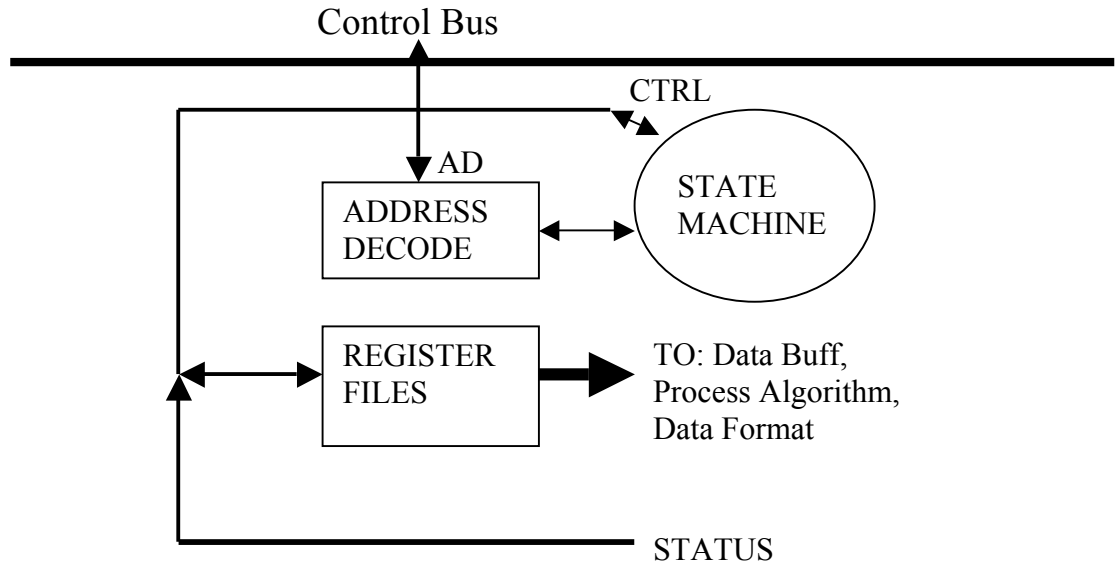 Control Bus
CTRL
AD
STATE
MACHINE
ADDRESS
DECODE
REGISTER
FILES
TO: Data Buff,
Process Algorithm,
Data Format
STATUS